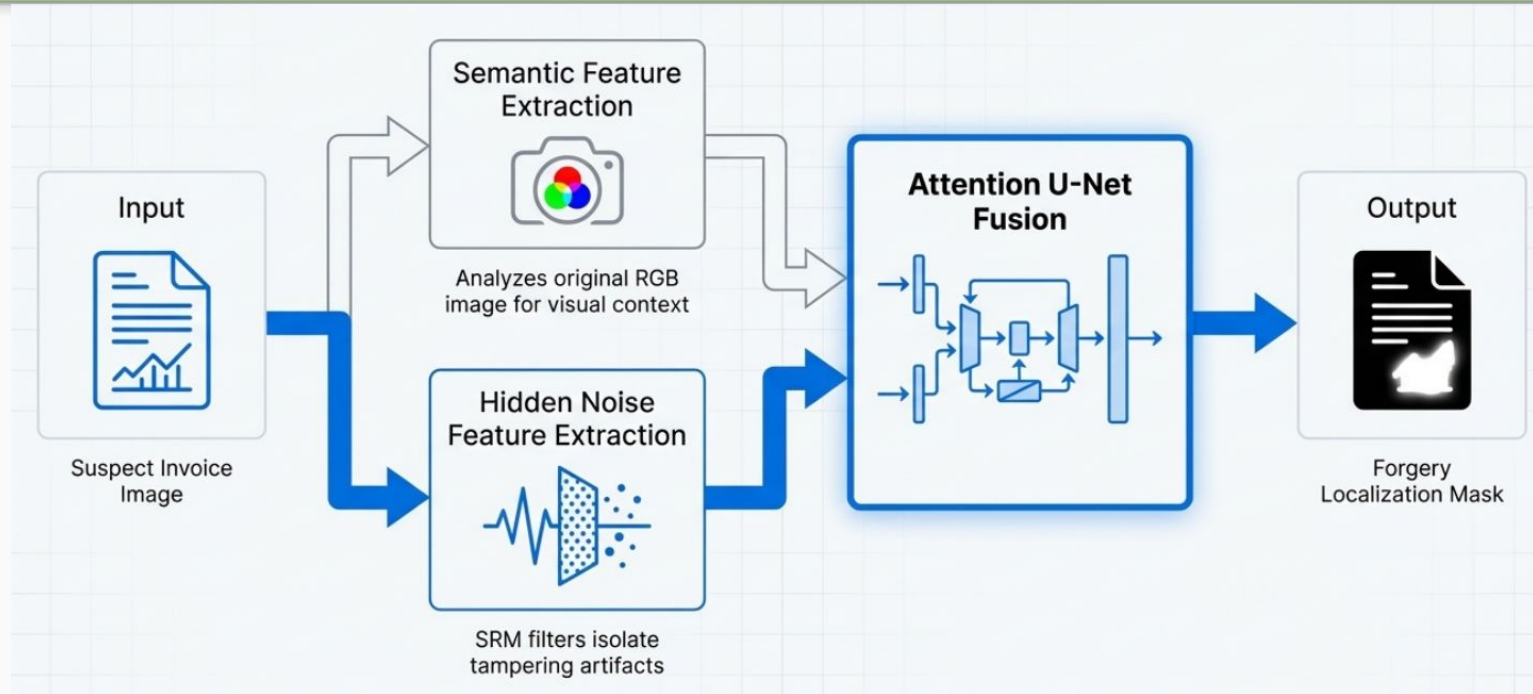 Input
Suspect Invoice
Image
Semantic Feature
Extraction
Analyzes original RGB
image for visual context
Hidden Noise
Feature Extraction
SRM filters isolate
tampering artifacts
Attention U-Net
Fusion
Output
Forgery
Localization Mask